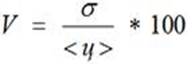 V = σ / <ч> * 100